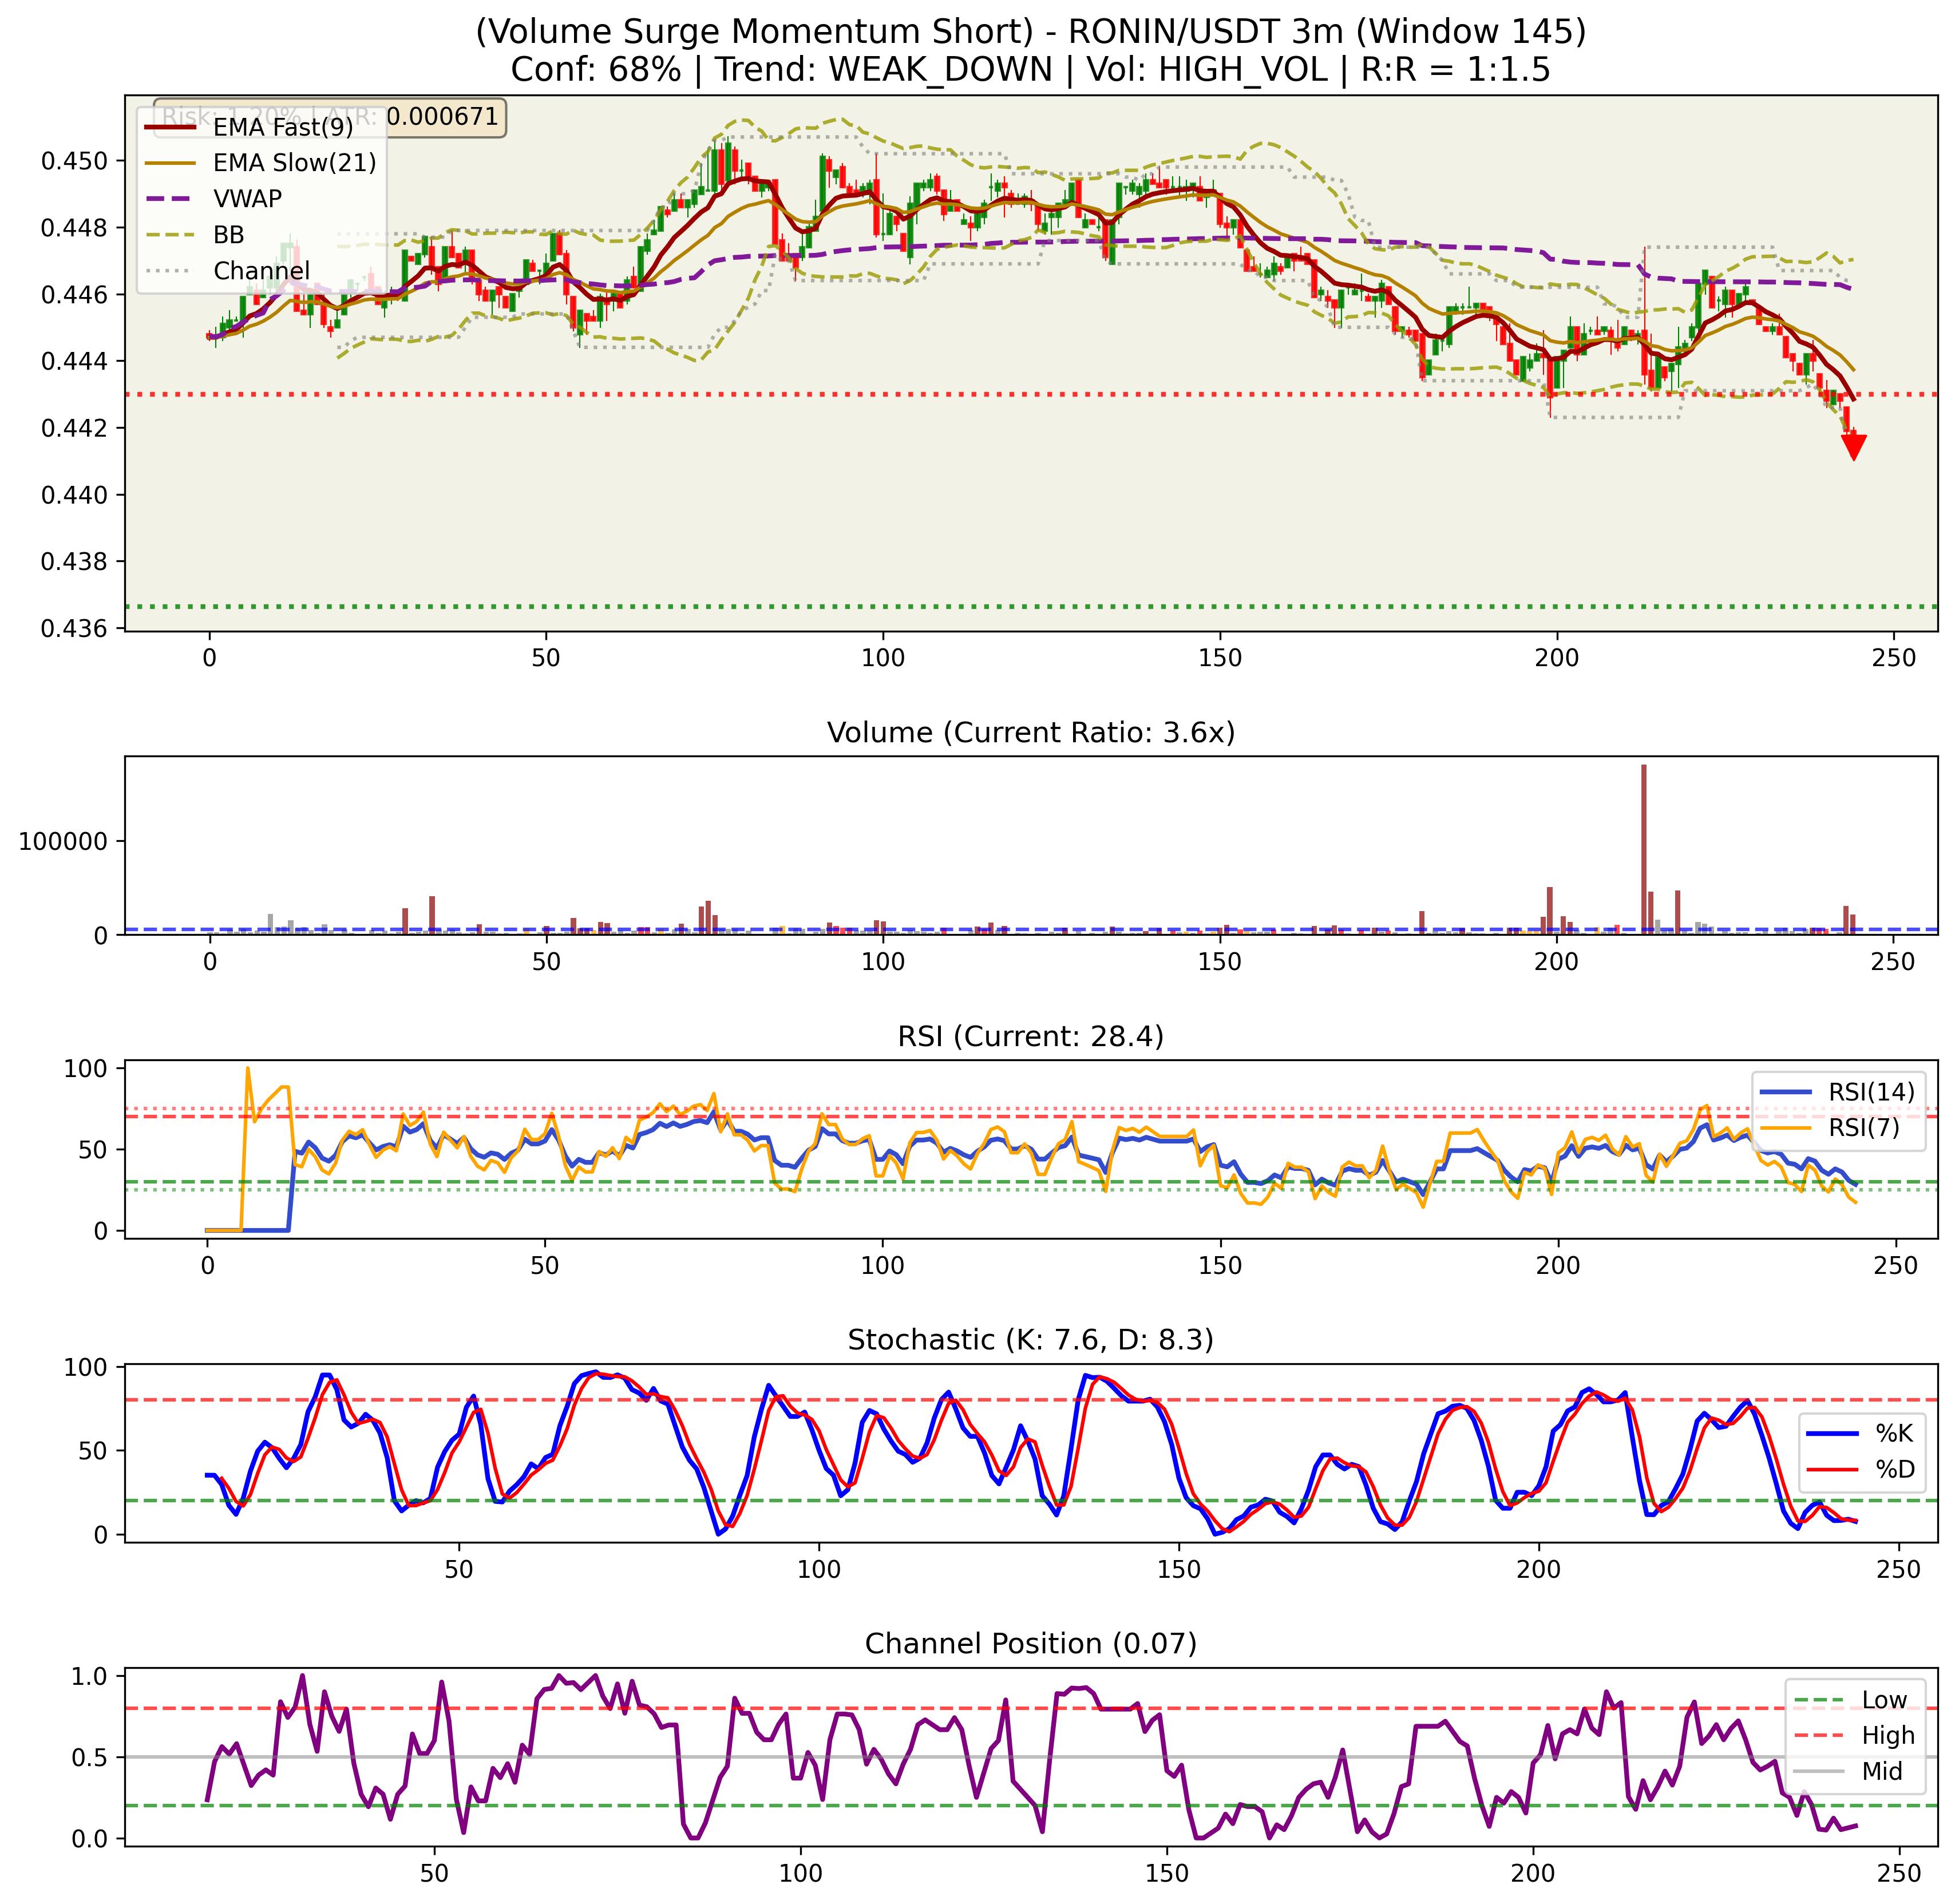 (Volume Surge Momentum Short) - RONIN/USDT 3m (Window 145)
Conf: 68% | Trend: WEAK_DOWN | Vol: HIGH_VOL | R:R = 1:1.5
Risk: 1.20% | ATR: 0.000671
EMA Fast(9)
EMA Slow(21)
VWAP
BB
Channel
0.450
0.448
0.446
0.444
0.442
0.440
0.438
0.436
0 50 100 150 200 250
Volume (Current Ratio: 3.6x)
100000
0
0 50 100 150 200 250
RSI (Current: 28.4)
100
50
0
RSI(14)
RSI(7)
0 50 100 150 200 250
Stochastic (K: 7.6, D: 8.3)
100
50
0
%K
%D
50 100 150 200 250
Channel Position (0.07)
1.0
0.5
0.0
Low
High
Mid
50 100 150 200 250